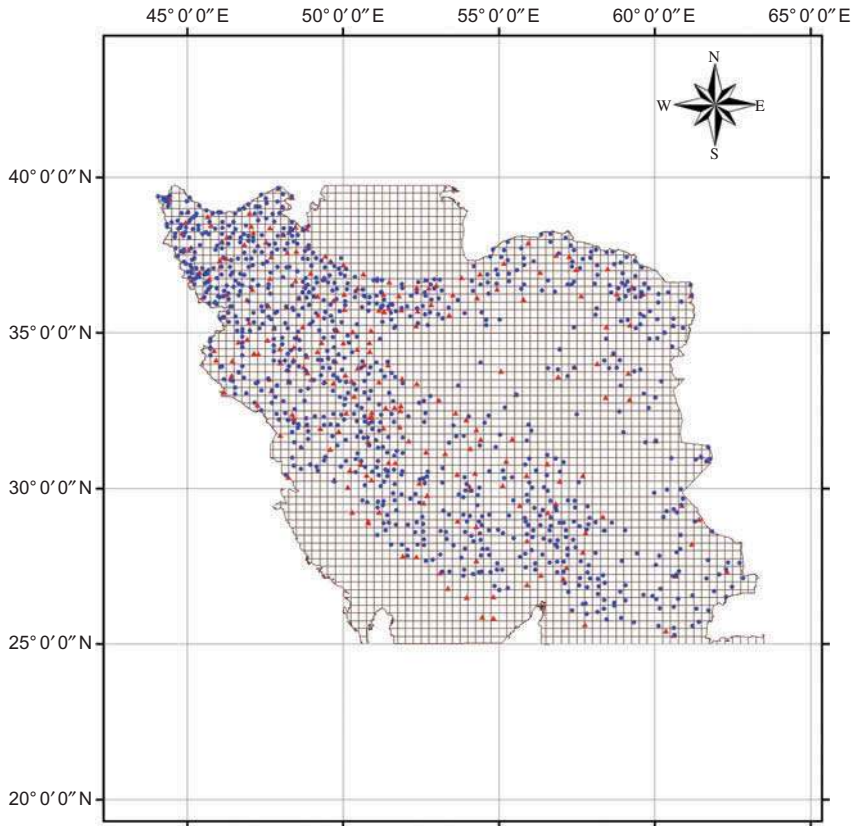 45° 0′ 0″ E 50° 0′ 0″ E 55° 0′ 0″ E 60° 0′ 0″ E 65° 0′ 0″ E
N
W E
S
40° 0′ 0″ N
35° 0′ 0″ N
30° 0′ 0″ N
25° 0′ 0″ N
20° 0′ 0″ N